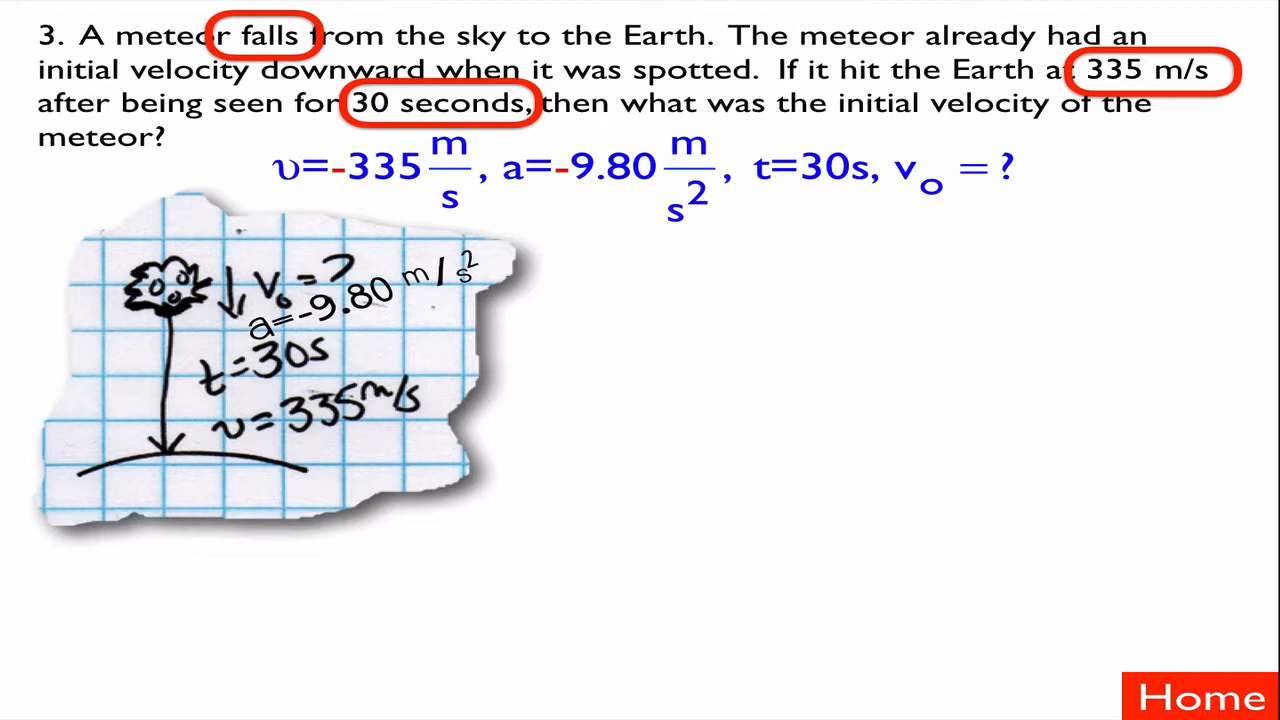 3. A meteor falls from the sky to the Earth. The meteor already had an
initial velocity downward when it was spotted. If it hit the Earth at 335 m/s
after being seen for 30 seconds, then what was the initial velocity of the
meteor?
υ=-335 m/s, a=-9.80 m/s², t=30s, v₀ = ?
v₀ = ?
a=-9.80 m/s²
t=30s
υ=335m/s
Home